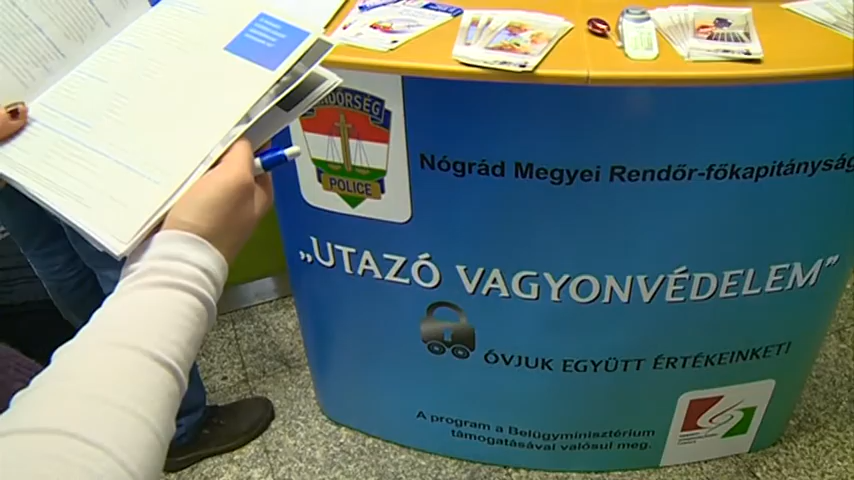 RENDŐRSÉG
POLICE
Nógrád Megyei Rendőr-főkapitányság
„UTAZÓ VAGYONVÉDELEM”
ÓVJUK EGYÜTT ÉRTÉKEINKET!
A program a Belügyminisztérium
támogatásával valósul meg.